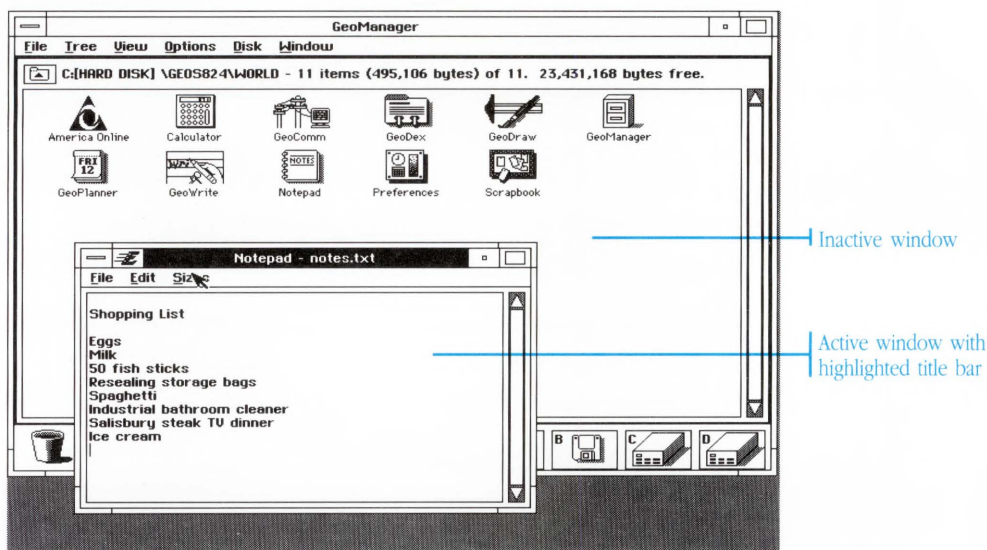 GeoManager
File Tree View Options Disk Window
C:[HARD DISK] \GEOS824\WORLD - 11 items (495,106 bytes) of 11. 23,431,168 bytes free.
America Online Calculator GeoComm GeoDex GeoDraw GeoManager
FRI
12
Write
NOTES
GeoPlanner GeoWrite Notepad Preferences Scrapbook
Inactive window
Notepad - notes.txt
File Edit Sizes
Shopping List
Eggs
Milk
50 fish sticks
Resealing storage bags
Spaghetti
Industrial bathroom cleaner
Salisbury steak TV dinner
Ice cream
Active window with
highlighted title bar
B C D